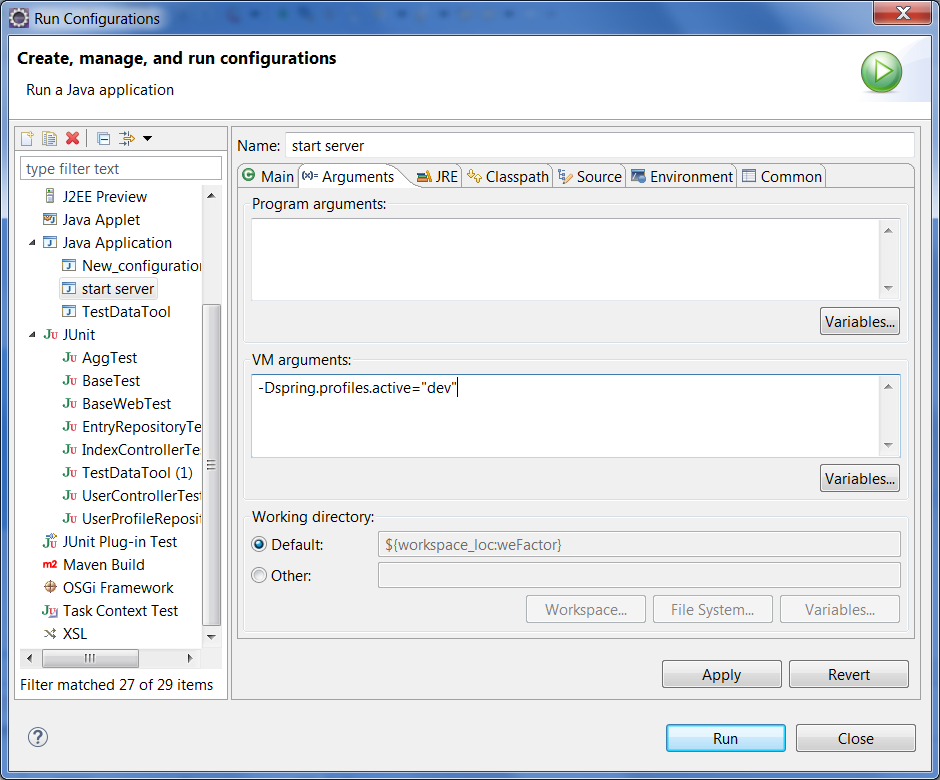 Run Configurations
Create, manage, and run configurations
Run a Java application
type filter text
J2EE Preview
Java Applet
Java Application
New_configuration
start server
TestDataTool
JUnit
AggTest
BaseTest
BaseWebTest
EntryRepositoryTe
IndexControllerTe
TestDataTool (1)
UserControllerTest
UserProfileReposit
JUnit Plug-in Test
Maven Build
OSGi Framework
Task Context Test
XSL
Filter matched 27 of 29 items
Name: start server
Main (x)= Arguments JRE Classpath Source Environment Common
Program arguments:
Variables...
VM arguments:
-Dspring.profiles.active="dev"
Variables...
Working directory:
Default: ${workspace_loc:weFactor}
Other:
Workspace... File System... Variables...
Apply Revert
Run Close